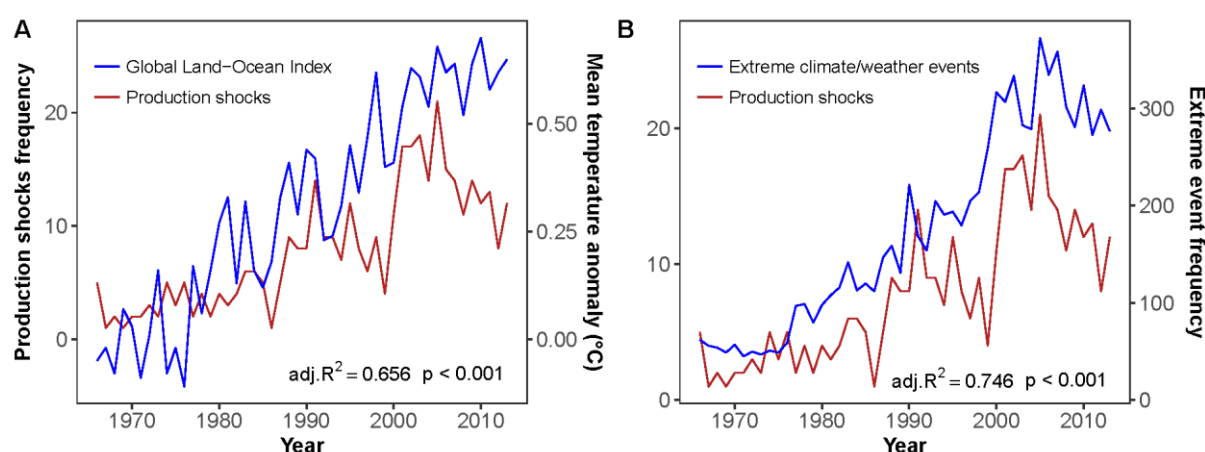 A
Global Land−Ocean Index
Production shocks
Production shocks frequency
0
10
20
Mean temperature anomaly (ºC)
0.00
0.25
0.50
adj.R² = 0.656 p < 0.001
1970 1980 1990 2000 2010
Year
B
Extreme climate/weather events
Production shocks
0
10
20
Extreme event frequency
0
100
200
300
adj.R² = 0.746 p < 0.001
1970 1980 1990 2000 2010
Year